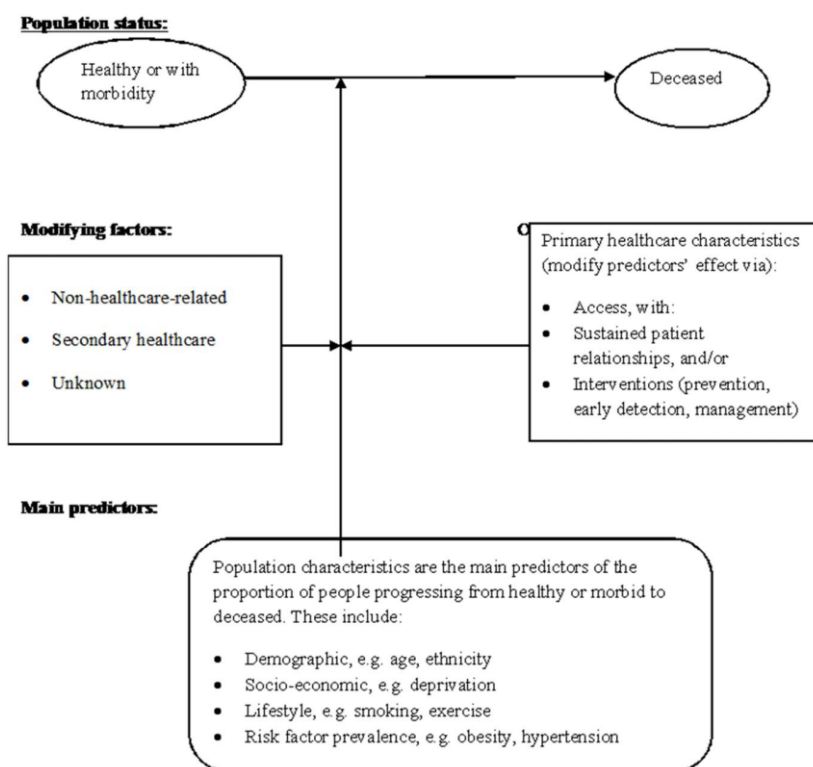 Population status:
Healthy or with
morbidity
Deceased
Modifying factors:
O
Non-healthcare-related
Secondary healthcare
Unknown
Primary healthcare characteristics
(modify predictors’ effect via):
Access, with:
Sustained patient
relationships, and/or
Interventions (prevention,
early detection, management)
Main predictors:
Population characteristics are the main predictors of the
proportion of people progressing from healthy or morbid to
deceased. These include:
Demographic, e.g. age, ethnicity
Socio-economic, e.g. deprivation
Lifestyle, e.g. smoking, exercise
Risk factor prevalence, e.g. obesity, hypertension